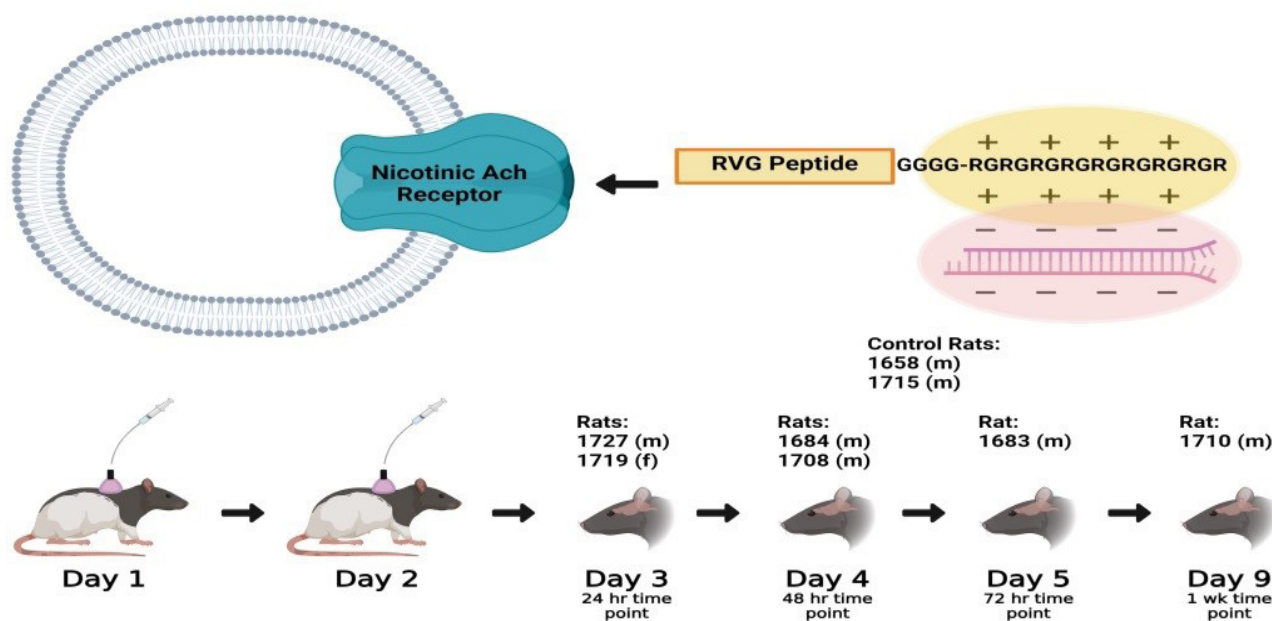 Nicotinic Ach
Receptor
RVG Peptide
GGGG-RGRGRGRGRGRGRGRGR
+ + + +
+ + + +
− − − −
− − − −
Control Rats:
1658 (m)
1715 (m)
Rats:
1727 (m)
1719 (f)
Rats:
1684 (m)
1708 (m)
Rat:
1683 (m)
Rat:
1710 (m)
Day 1
Day 2
Day 3
24 hr time
point
Day 4
48 hr time
point
Day 5
72 hr time
point
Day 9
1 wk time
point